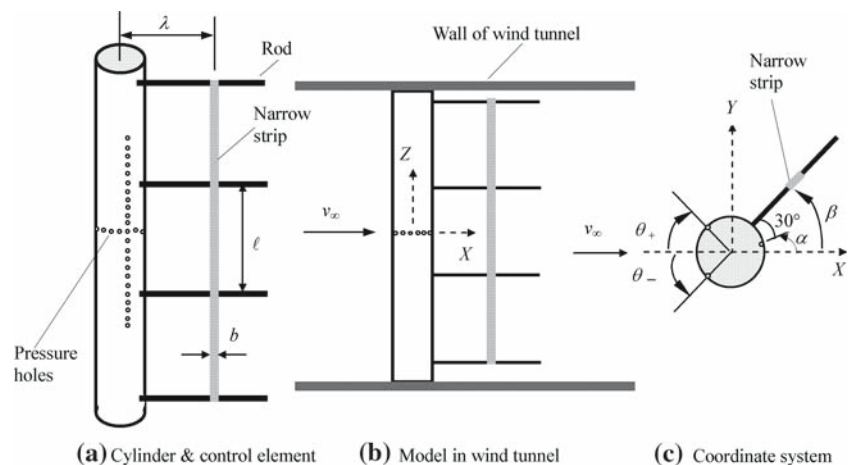 λ
Rod
Narrow
strip
ℓ
b
Pressure
holes
(a) Cylinder & control element
Wall of wind tunnel
Z
X
v∞
(b) Model in wind tunnel
Narrow
strip
Y
v∞
θ+
θ−
30°
α
β
X
(c) Coordinate system